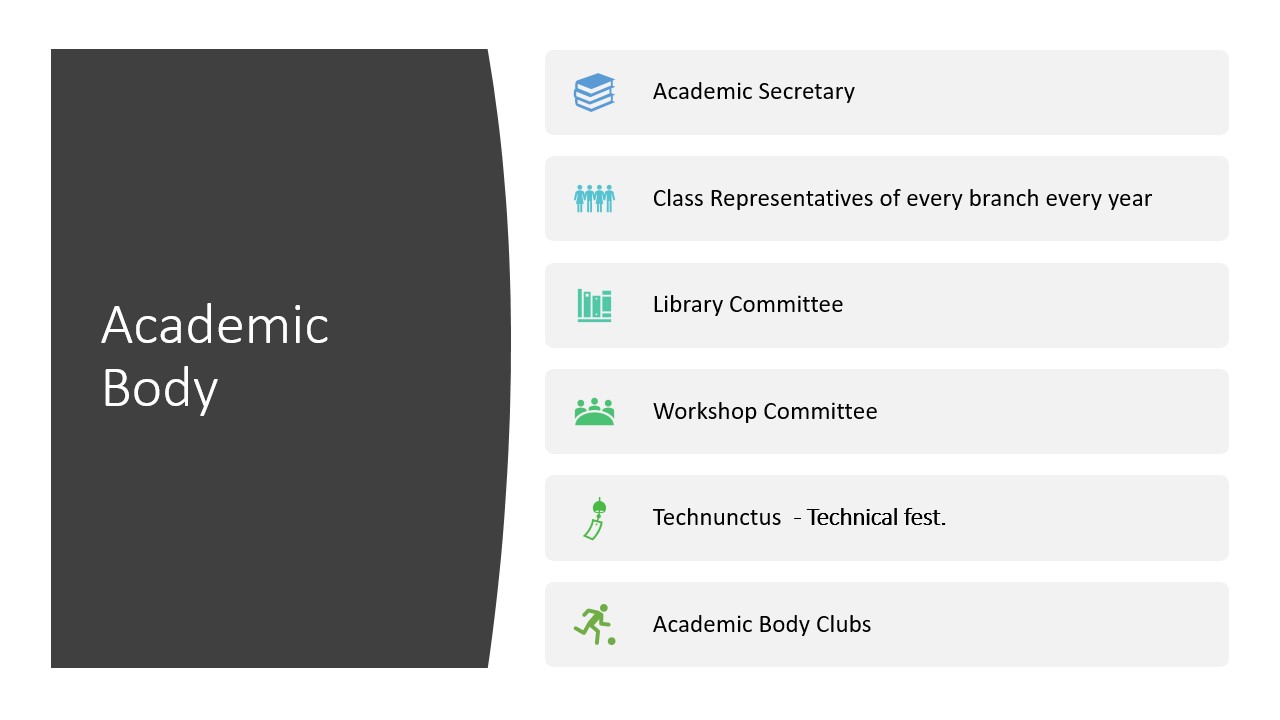 Academic
Body
Academic Secretary
Class Representatives of every branch every year
Library Committee
Workshop Committee
Technunctus - Technical fest.
Academic Body Clubs